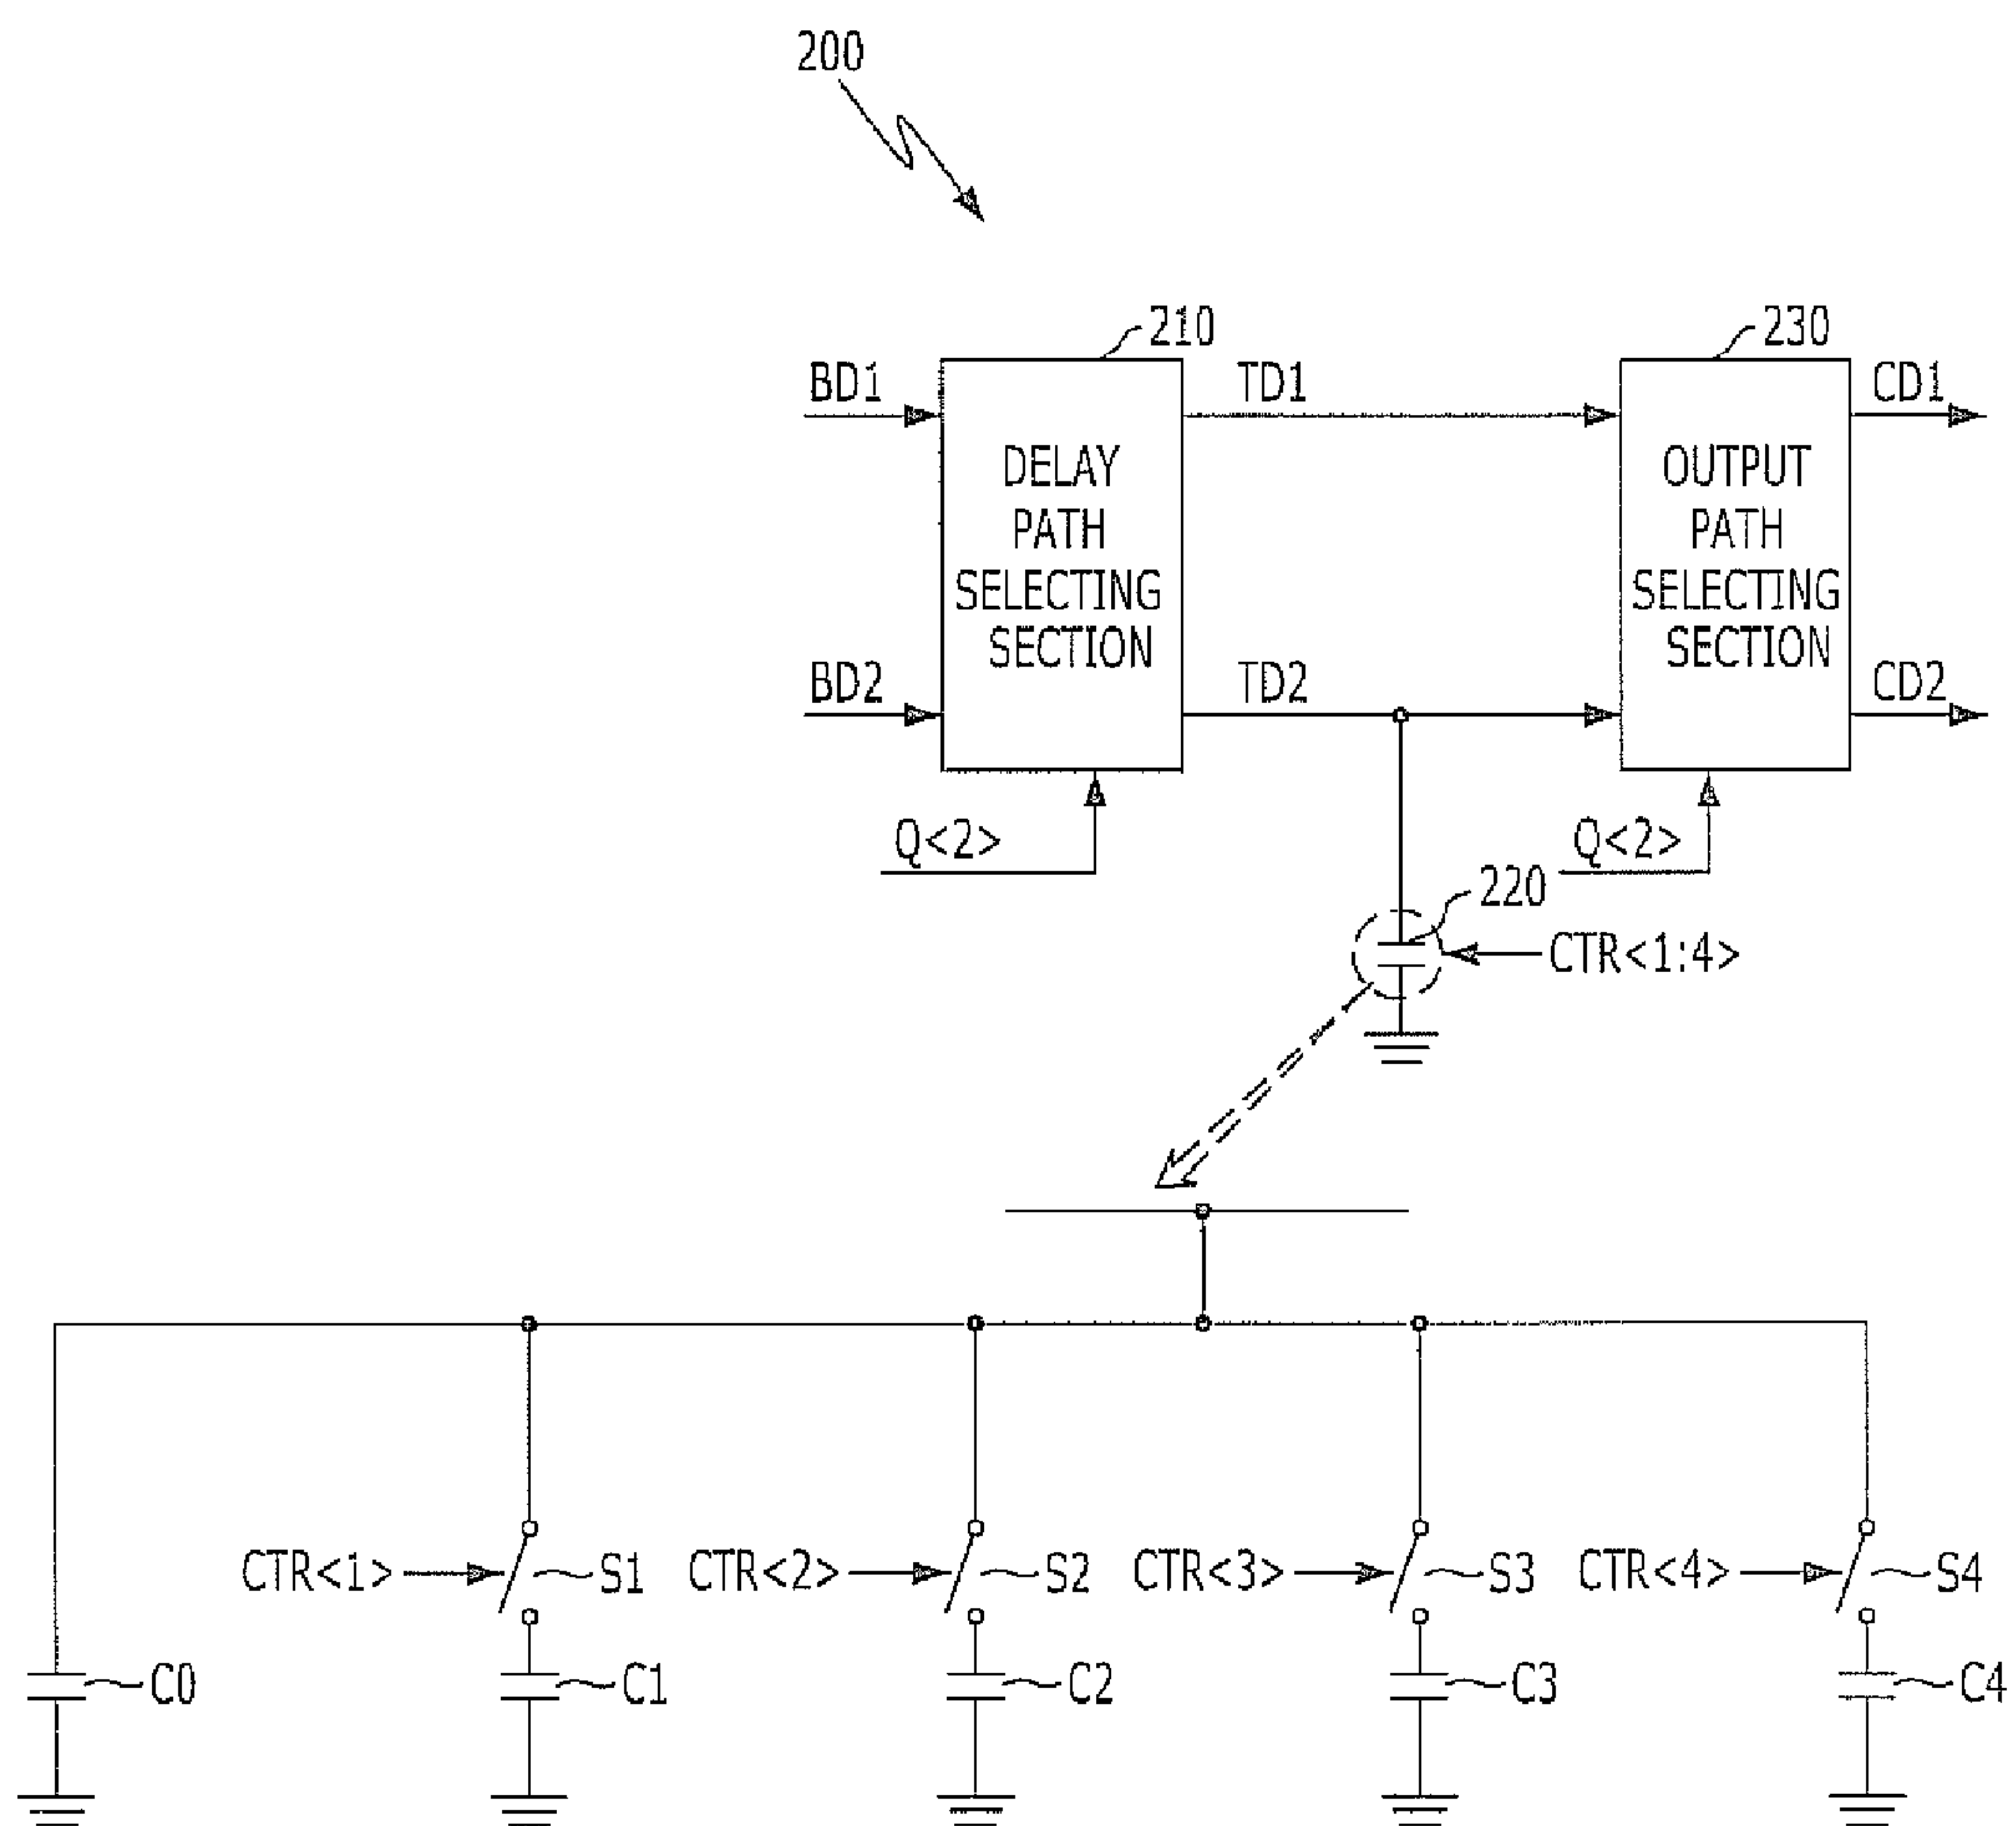 200
210
230
BD1
TD1
CD1
DELAY
PATH
SELECTING
SECTION
OUTPUT
PATH
SELECTING
SECTION
BD2
TD2
CD2
Q<2>
Q<2>
220
CTR<1:4>
CTR<1>
S1
CTR<2>
S2
CTR<3>
S3
CTR<4>
S4
C0
C1
C2
C3
C4